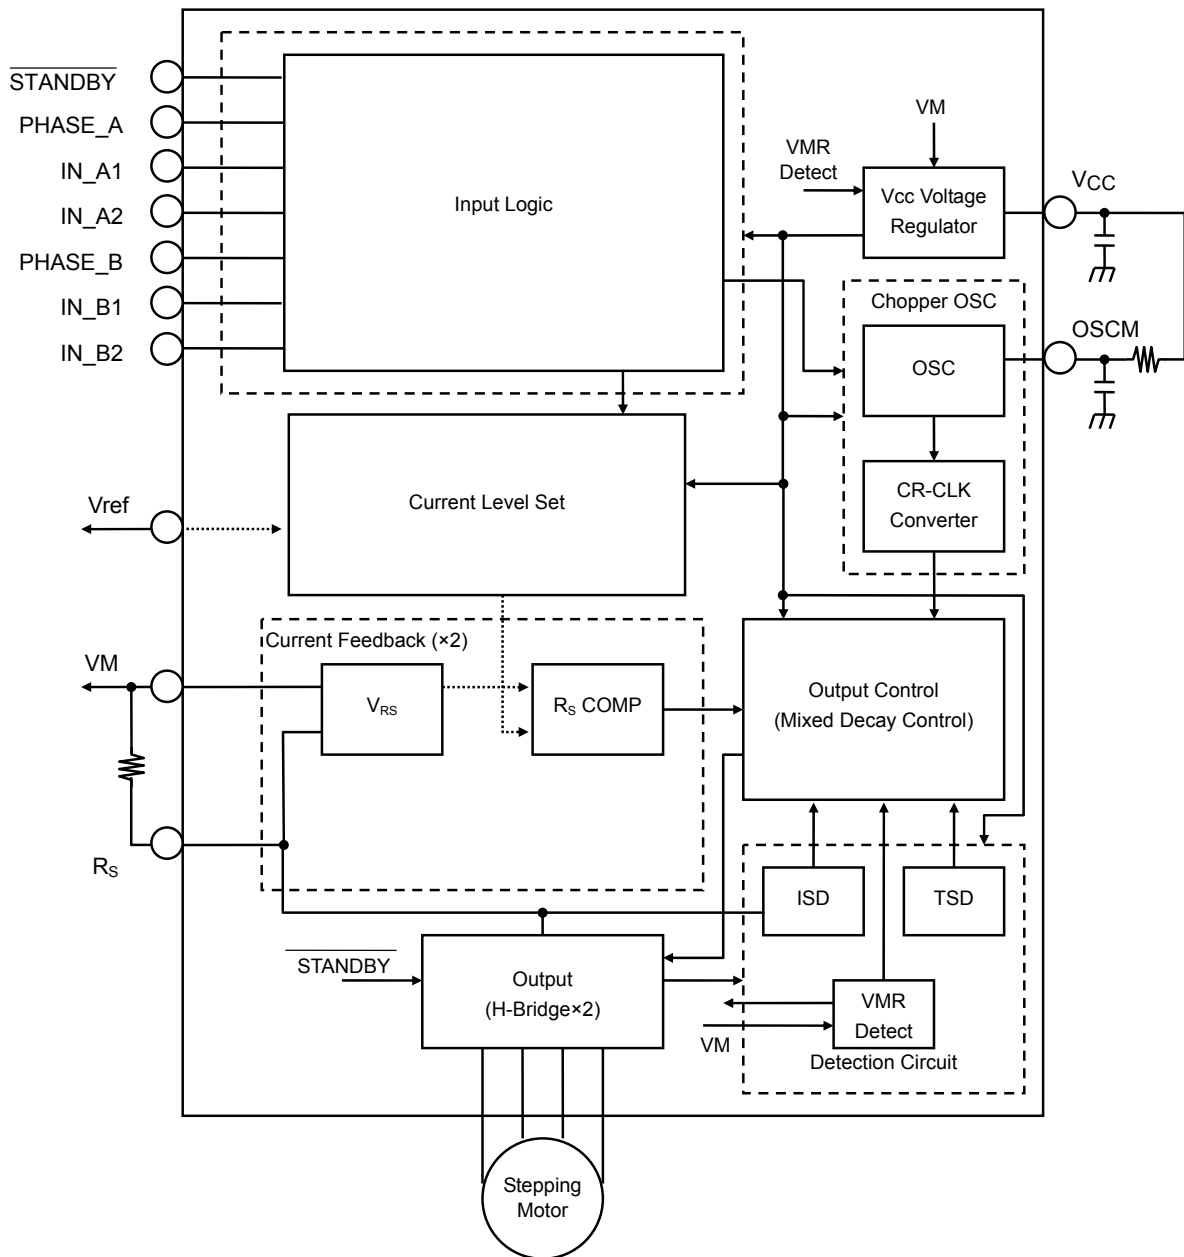 STANDBY
PHASE_A
IN_A1
IN_A2
PHASE_B
IN_B1
IN_B2
Input Logic
VM
VMR
Detect
Vcc Voltage
Regulator
VCC
Chopper OSC
OSC
OSCM
CR-CLK
Converter
Current Level Set
Vref
Current Feedback (×2)
VM
VRS
RS COMP
Output Control
(Mixed Decay Control)
RS
ISD
TSD
STANDBY
Output
(H-Bridge×2)
VMR
Detect
VM
Detection Circuit
Stepping
Motor